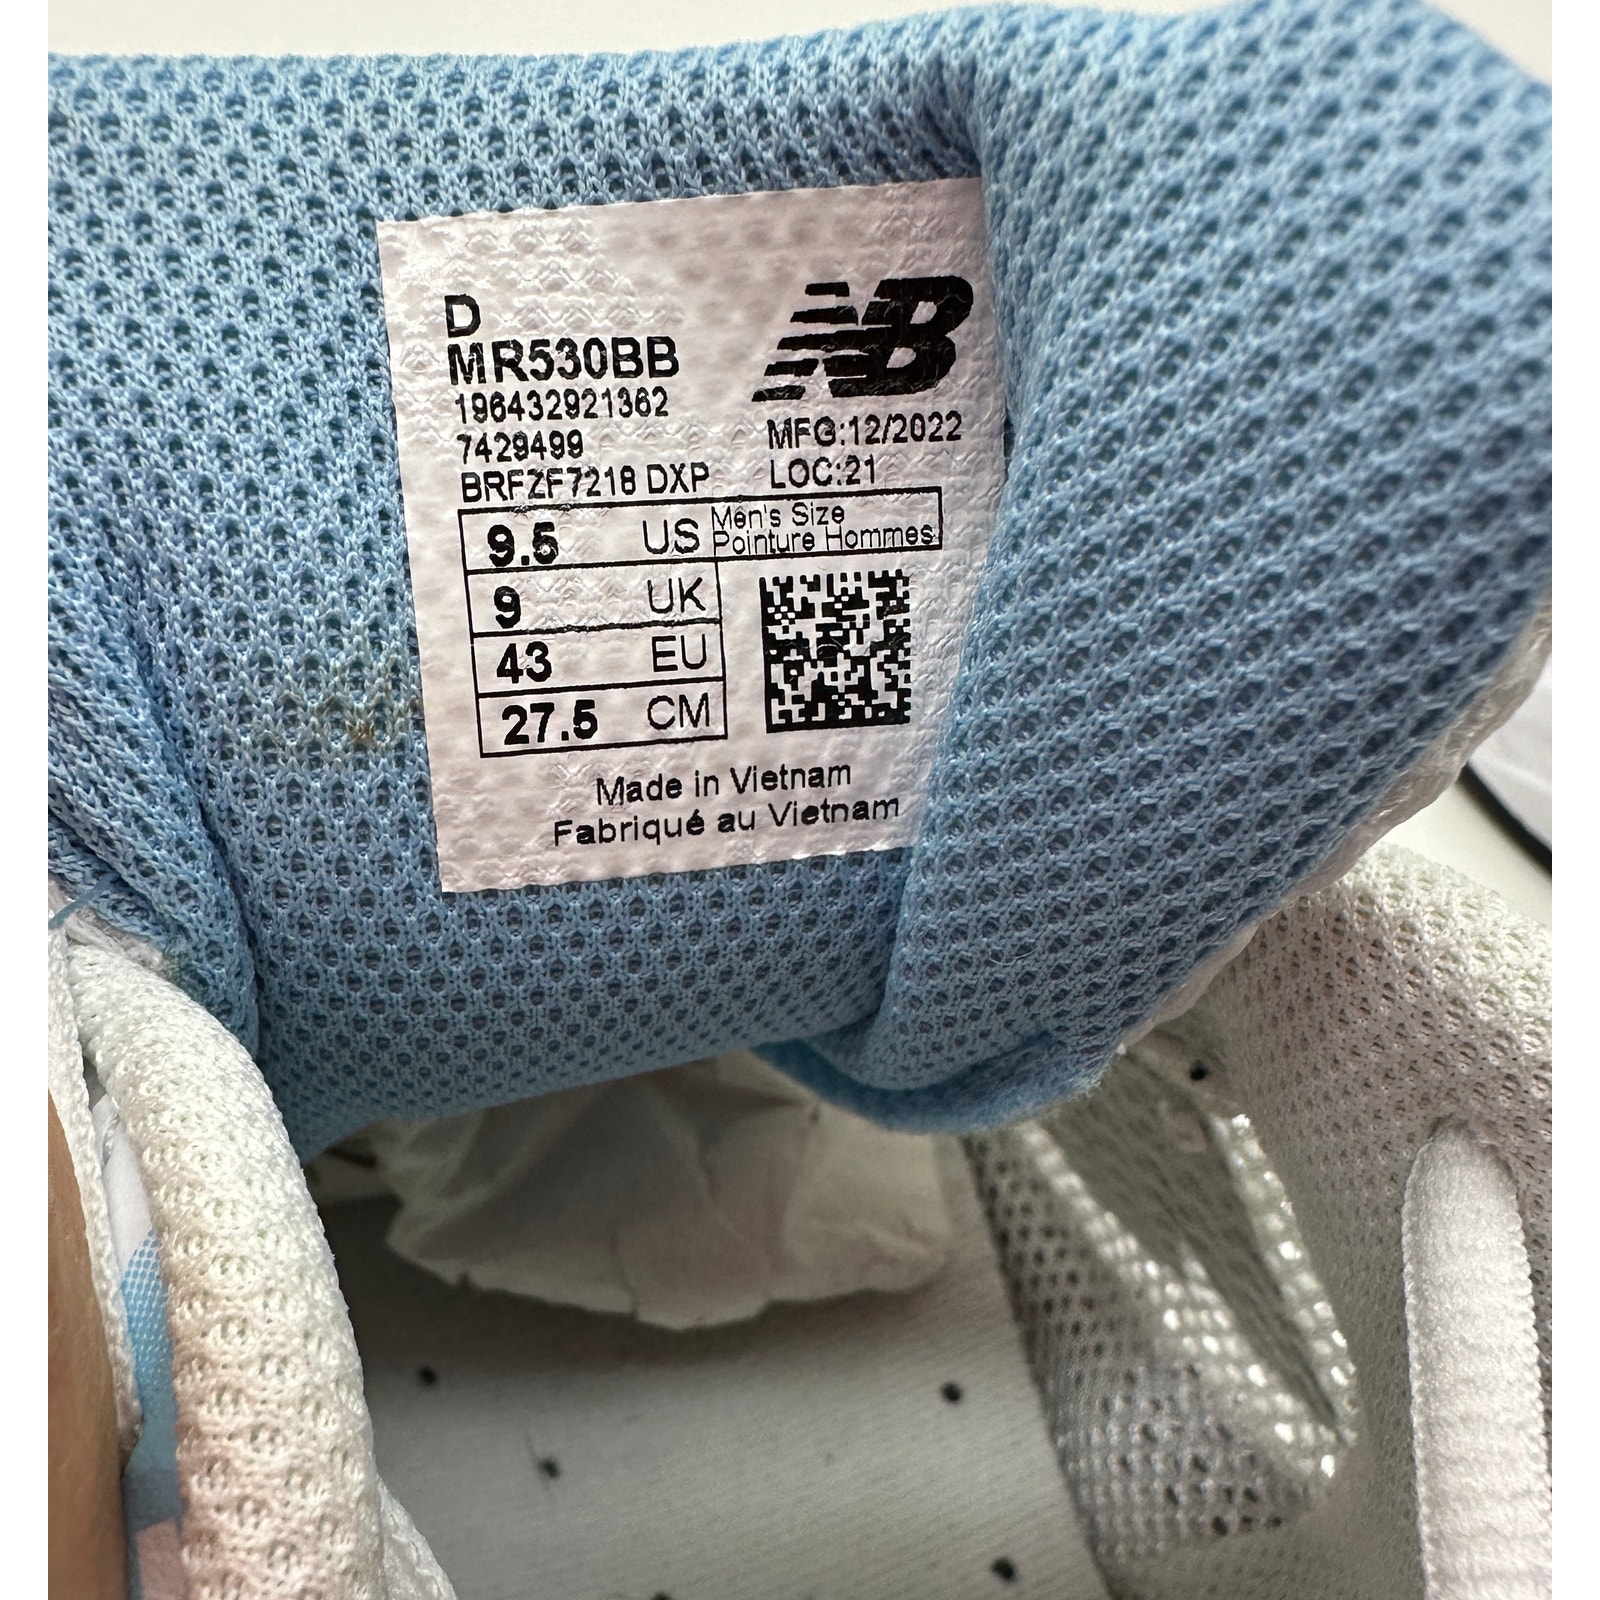 D
MR530BB
196432921362
7429499
BRFZF7218 DXP
NB
MFG:12/2022
LOC:21
9.5 US Men's Size
Pointure Hommes
9 UK
43 EU
27.5 CM
Made in Vietnam
Fabriqué au Vietnam